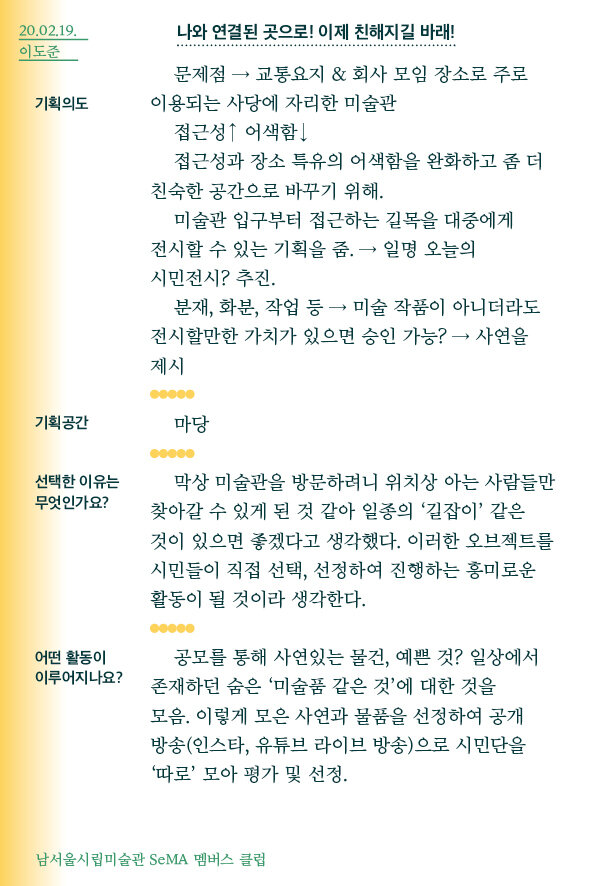 20.02.19.
이도준
나와 연결된 곳으로! 이제 친해지길 바래!
기획의도
문제점 → 교통요지 & 회사 모임 장소로 주로
이용되는 사당에 자리한 미술관
접근성↑ 어색함↓
접근성과 장소 특유의 어색함을 완화하고 좀 더
친숙한 공간으로 바꾸기 위해.
미술관 입구부터 접근하는 길목을 대중에게
전시할 수 있는 기획을 줌. → 일명 오늘의
시민전시? 추진.
분재, 화분, 작업 등 → 미술 작품이 아니더라도
전시할만한 가치가 있으면 승인 가능? → 사연을
제시
기획공간
마당
선택한 이유는
무엇인가요?
막상 미술관을 방문하려니 위치상 아는 사람들만
찾아갈 수 있게 된 것 같아 일종의 ‘길잡이’ 같은
것이 있으면 좋겠다고 생각했다. 이러한 오브젝트를
시민들이 직접 선택, 선정하여 진행하는 흥미로운
활동이 될 것이라 생각한다.
어떤 활동이
이루어지나요?
공모를 통해 사연있는 물건, 예쁜 것? 일상에서
존재하던 숨은 ‘미술품 같은 것’에 대한 것을
모음. 이렇게 모은 사연과 물품을 선정하여 공개
방송(인스타, 유튜브 라이브 방송)으로 시민단을
‘따로’ 모아 평가 및 선정.
남서울시립미술관 SeMA 멤버스 클럽